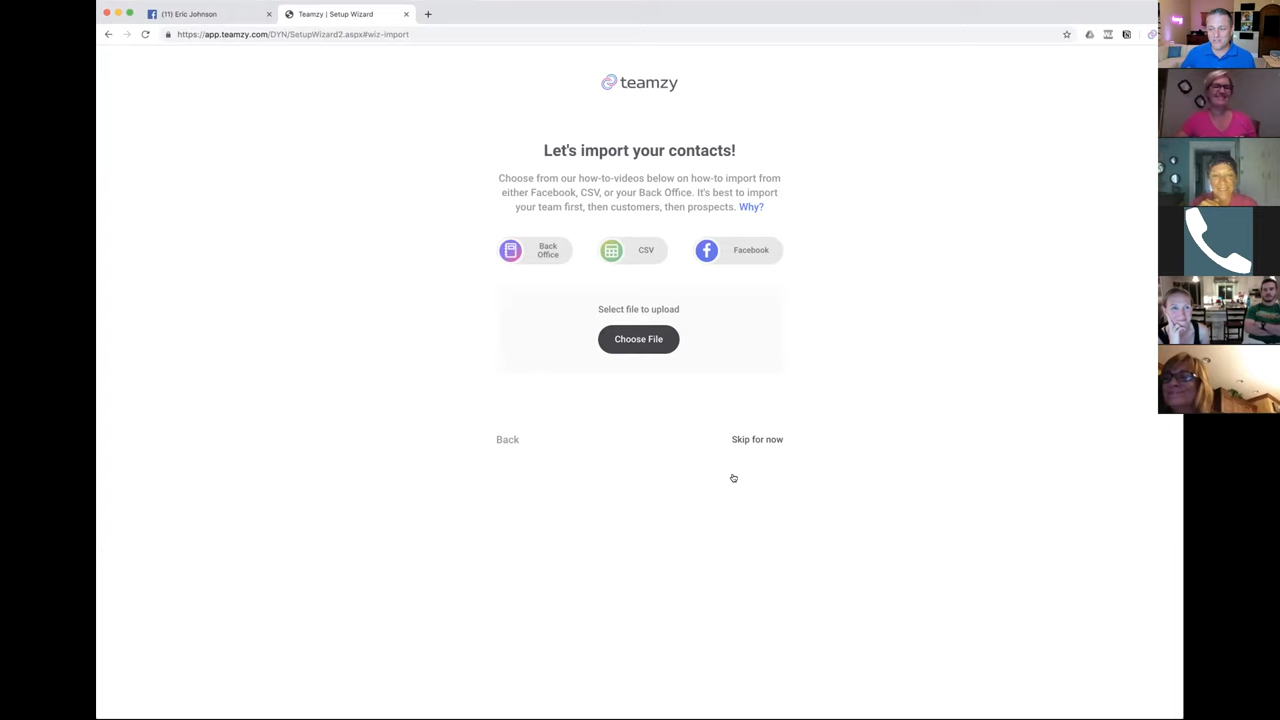 (11) Eric Johnson
Teamzy | Setup Wizard
https://app.teamzy.com/DYN/SetupWizard2.aspx#wiz-import
teamzy
Let's import your contacts!
Choose from our how-to-videos below on how-to import from
either Facebook, CSV, or your Back Office. It's best to import
your team first, then customers, then prospects. Why?
Back
Office
CSV
Facebook
Select file to upload
Choose File
Back
Skip for now